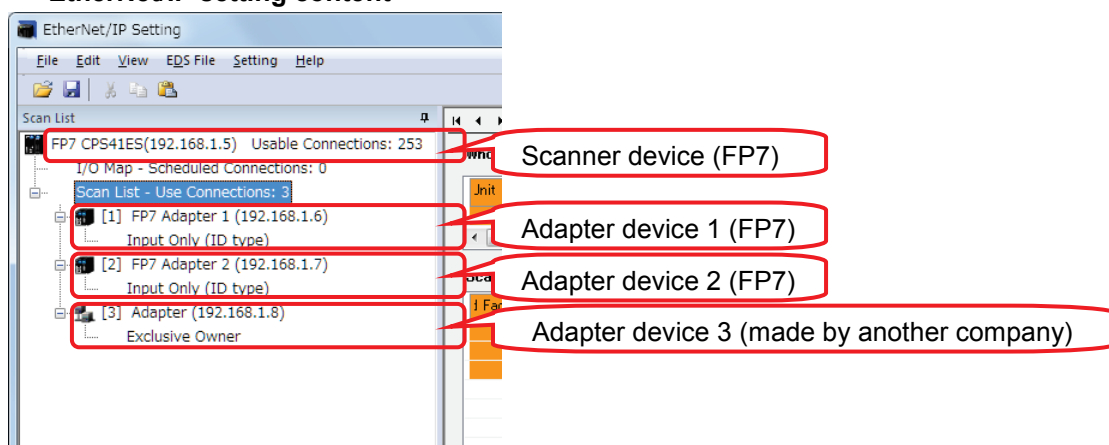 EtherNet/IP setting content
EtherNet/IP Setting
File Edit View EDS File Setting Help
Scan List
FP7 CPS41ES(192.168.1.5) Usable Connections: 253
I/O Map - Scheduled Connections: 0
Scan List - Use Connections: 3
[1] FP7 Adapter 1 (192.168.1.6)
Input Only (ID type)
[2] FP7 Adapter 2 (192.168.1.7)
Input Only (ID type)
[3] Adapter (192.168.1.8)
Exclusive Owner
Scanner device (FP7)
Adapter device 1 (FP7)
Adapter device 2 (FP7)
Adapter device 3 (made by another company)